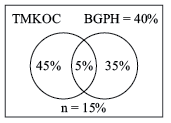 TMKOC BGPH = 40%
45% 5% 35%
n = 15%